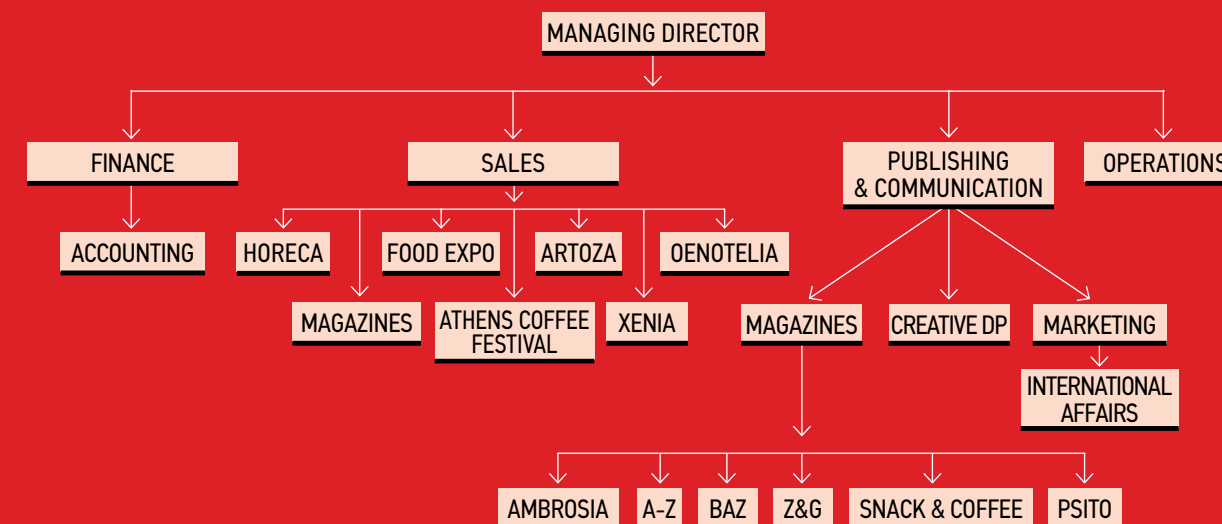 MANAGING DIRECTOR
FINANCE
SALES
PUBLISHING
& COMMUNICATION
OPERATIONS
ACCOUNTING
HORECA
FOOD EXPO
ARTOZA
OENOTELIA
MAGAZINES
ATHENS COFFEE
FESTIVAL
XENIA
MAGAZINES
CREATIVE DP
MARKETING
INTERNATIONAL
AFFAIRS
AMBROSIA
A-Z
BAZ
Z&G
SNACK & COFFEE
PSITO